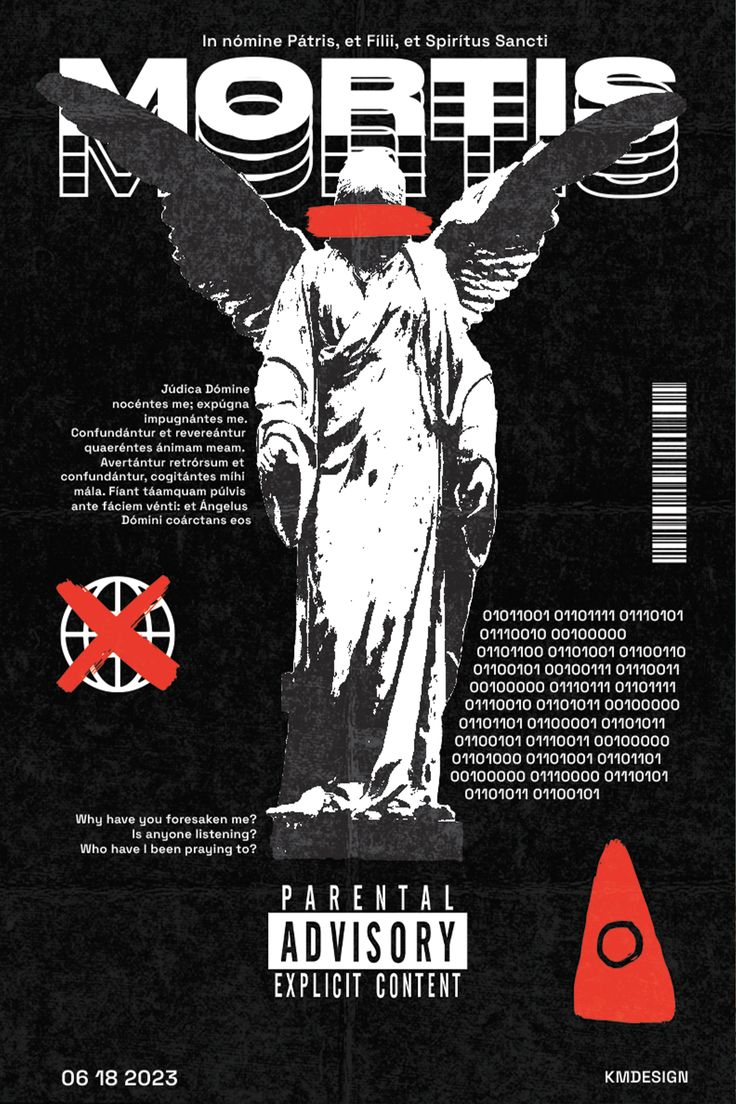 In nómine Pátris, et Fílii, et Spirítus Sancti
MORTIS
MORTIS
Júdica Dómine
nocéntes me; expúgna
impugnántes me.
Confundántur et revereántur
quaeréntes ánimam meam.
Avertántur retrórsum et
confundántur, cogitántes míhi
mála. Fíant táamquam púlvis
ante fáciem vénti: et Ángelus
Dómini coárctans eos
01011001 01101111 01110101
01110010 00100000
01101100 01101001 01100110
01100101 00100111 01110011
00100000 01110111 01101111
01110010 01101011 00100000
01101101 01100001 01101011
01100101 01110011 00100000
01101000 01101001 01101101
00100000 01110000 01110101
01101011 01100101
Why have you foresaken me?
Is anyone listening?
Who have I been praying to?
PARENTAL
ADVISORY
EXPLICIT CONTENT
06 18 2023
KMDESIGN